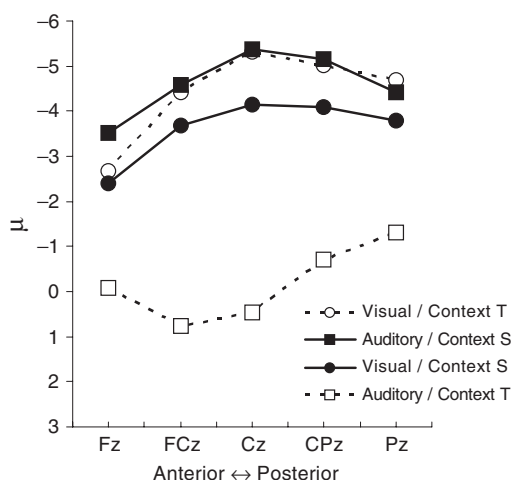 −6
−5
−4
−3
−2
−1
0
1
2
3
μ
Visual / Context T
Auditory / Context S
Visual / Context S
Auditory / Context T
Fz FCz Cz CPz Pz
Anterior ↔ Posterior